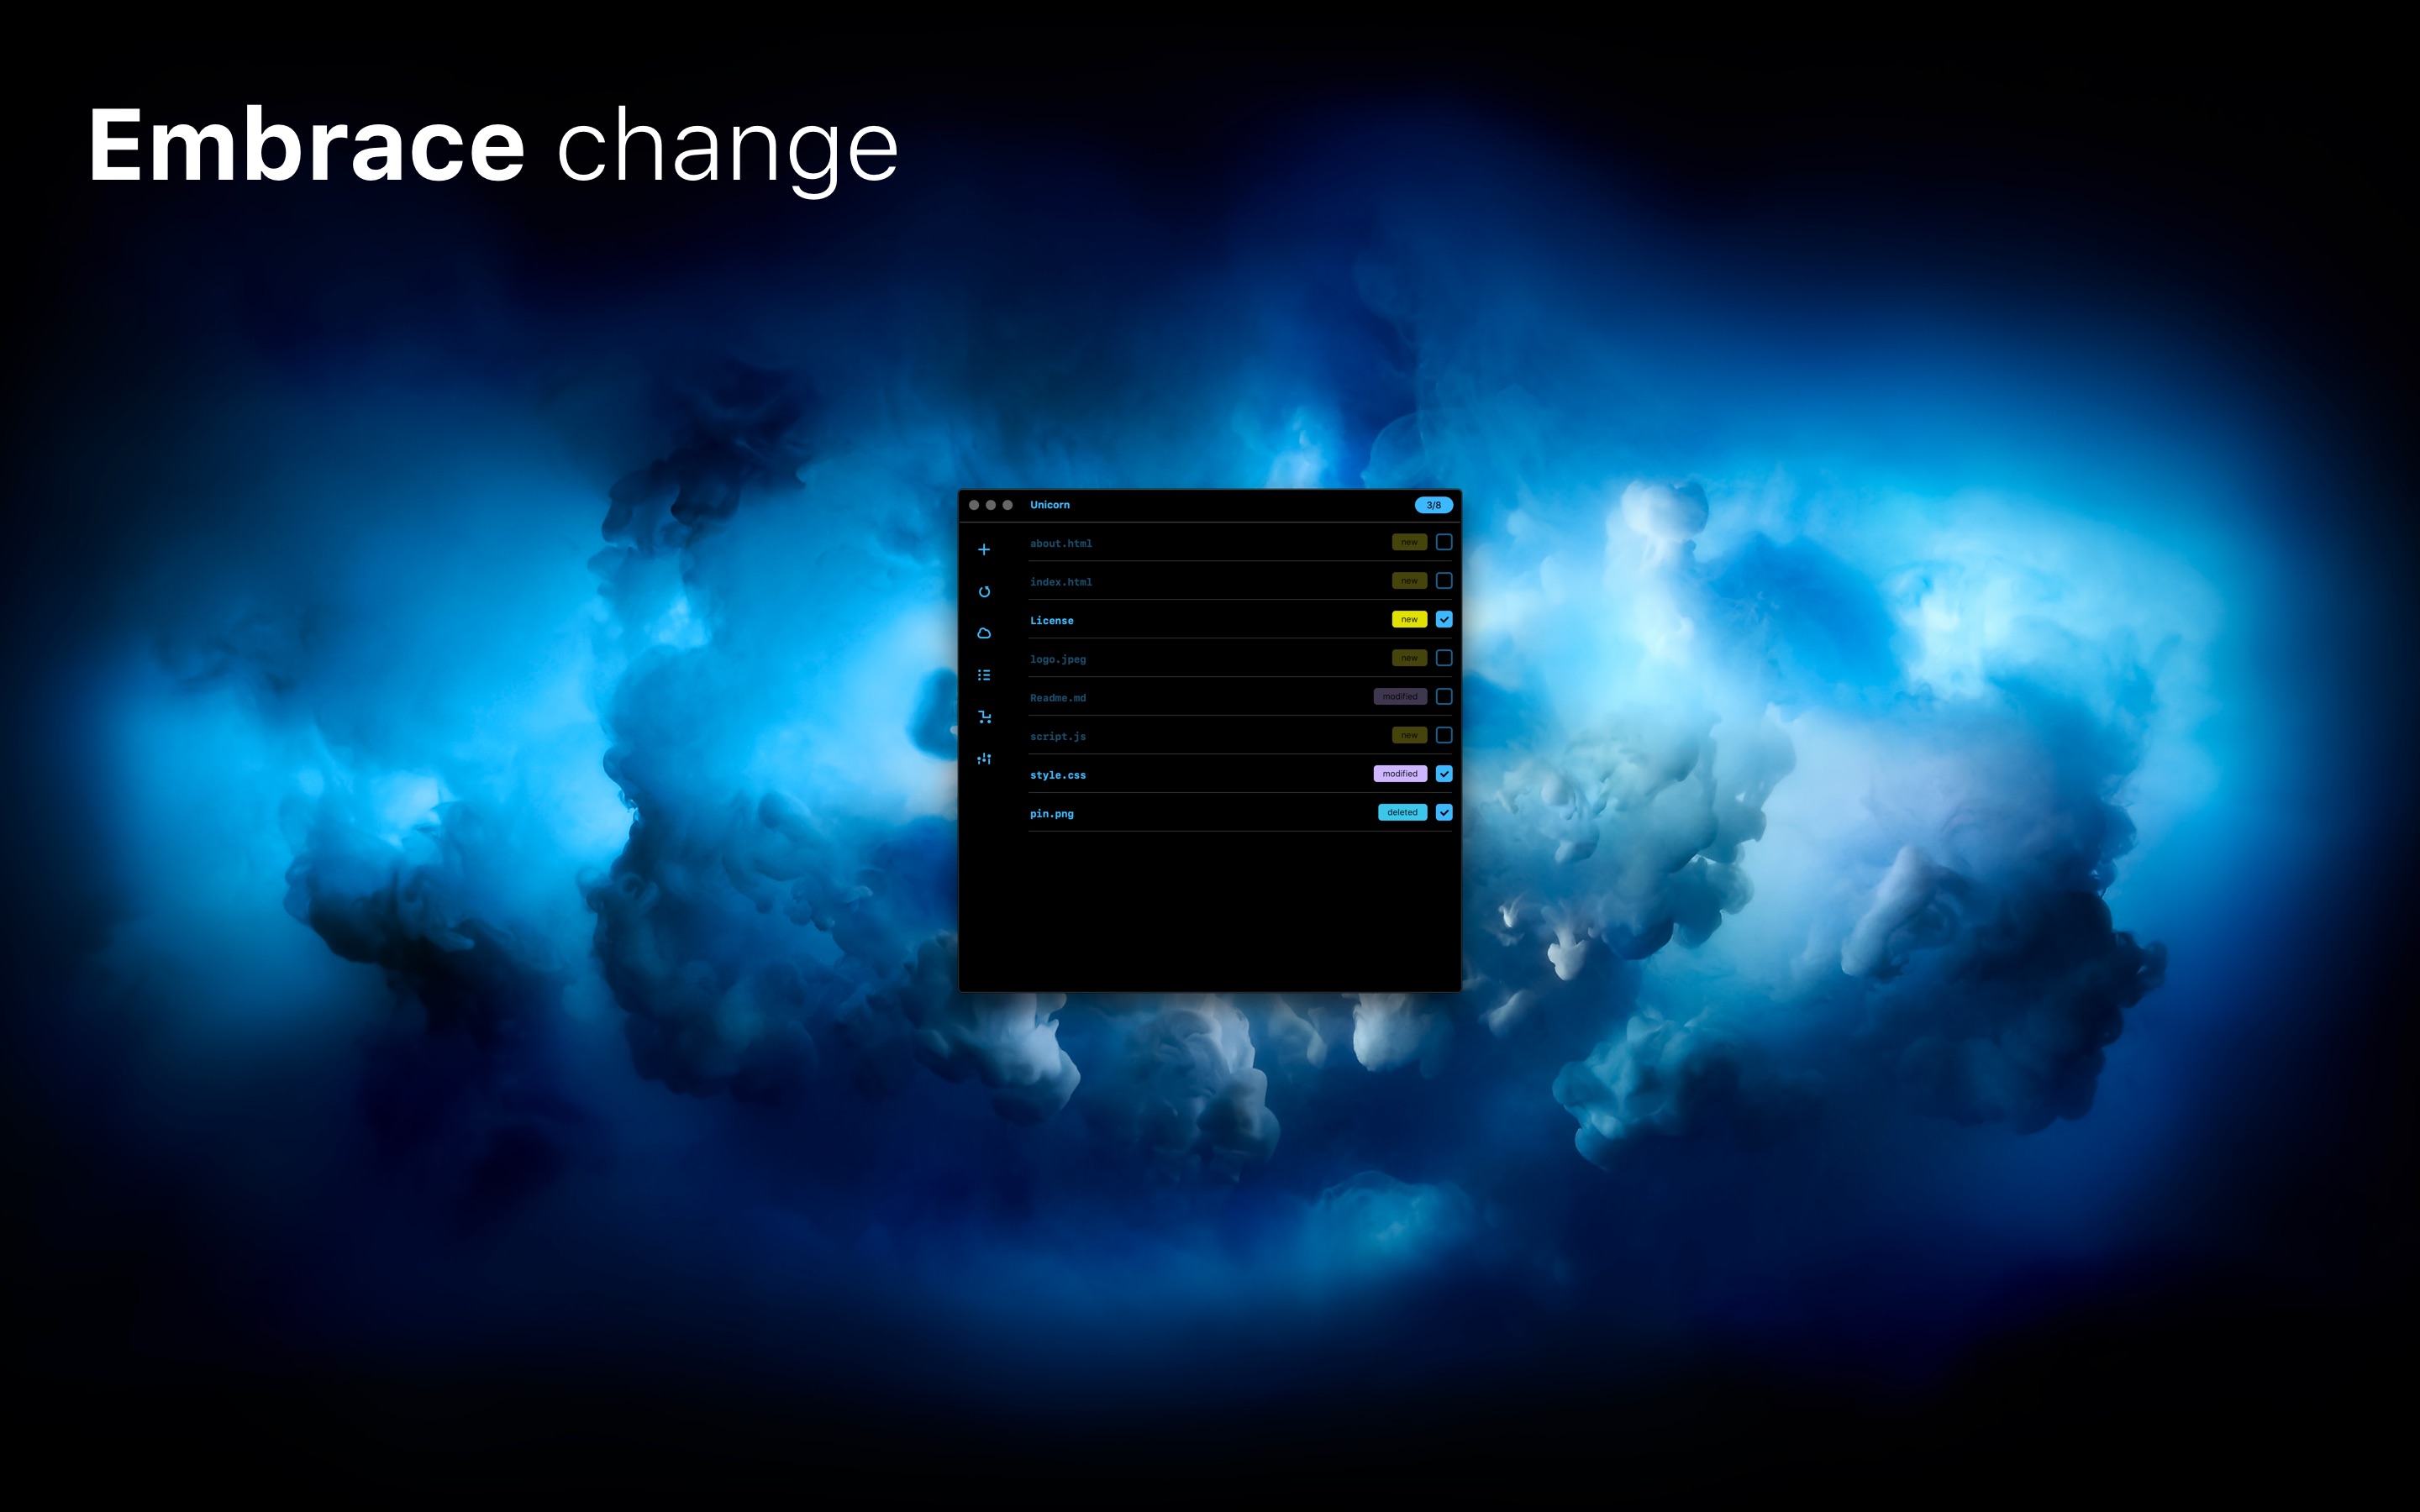 Embrace change
Unicorn 3/8
about.html new
index.html new
License new
logo.jpeg new
Readme.md modified
script.js new
style.css modified
pin.png deleted